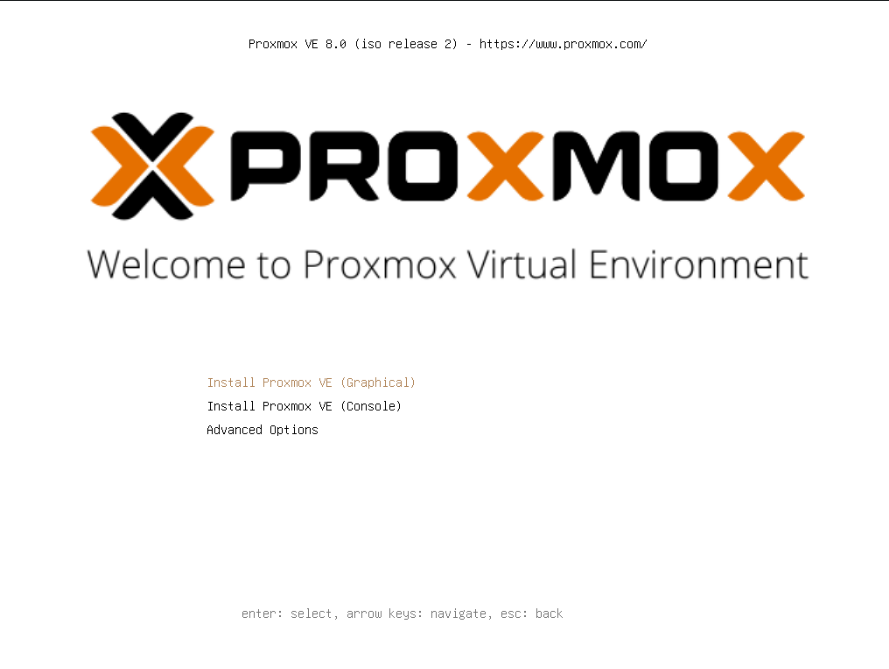 Proxmox VE 8.0 (iso release 2) - https://www.proxmox.com/
PROXMOX
Welcome to Proxmox Virtual Environment
Install Proxmox VE (Graphical)
Install Proxmox VE (Console)
Advanced Options
enter: select, arrow keys: navigate, esc: back